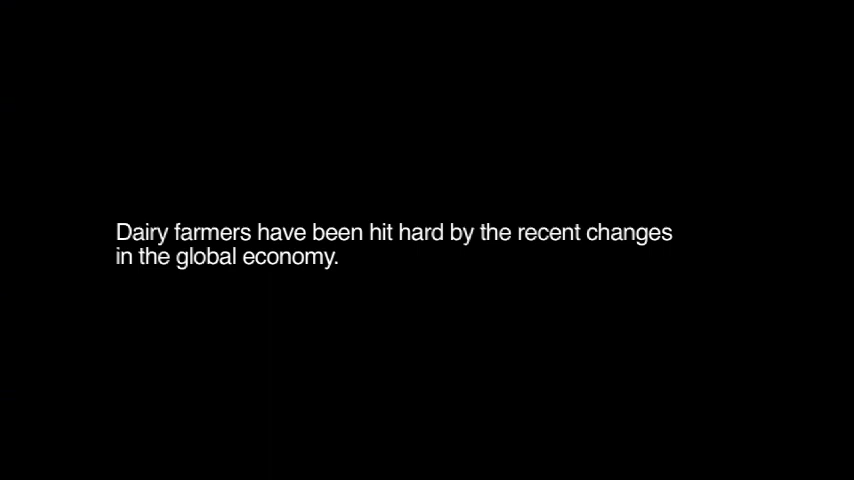 Dairy farmers have been hit hard by the recent changes
in the global economy.